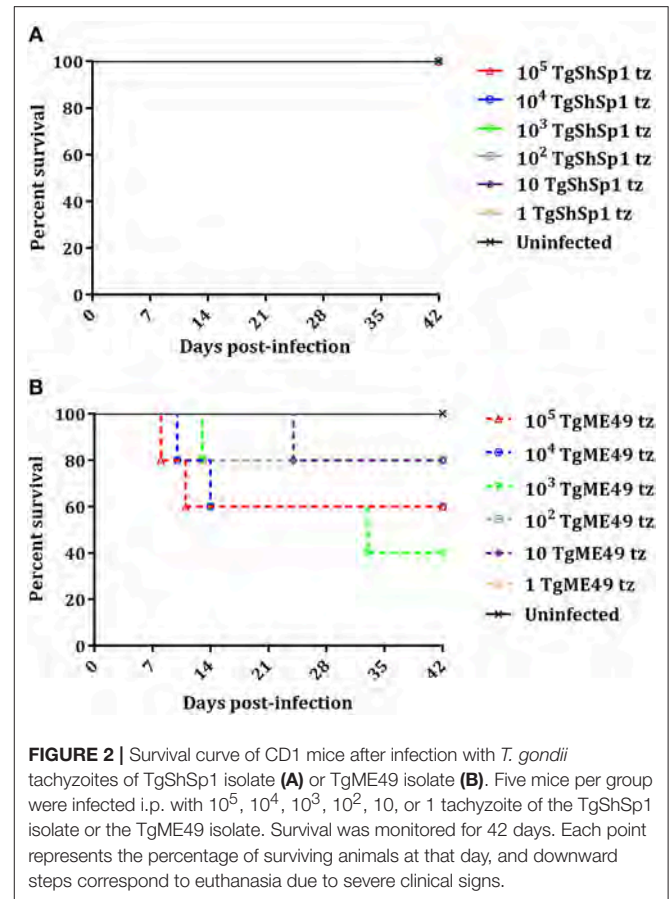 A
100
80
60
40
20
0
Percent survival
0 7 14 21 28 35 42
Days post-infection
10⁵ TgShSp1 tz
10⁴ TgShSp1 tz
10³ TgShSp1 tz
10² TgShSp1 tz
10 TgShSp1 tz
1 TgShSp1 tz
Uninfected
B
100
80
60
40
20
0
Percent survival
0 7 14 21 28 35 42
Days post-infection
10⁵ TgME49 tz
10⁴ TgME49 tz
10³ TgME49 tz
10² TgME49 tz
10 TgME49 tz
1 TgME49 tz
Uninfected
FIGURE 2 | Survival curve of CD1 mice after infection with T. gondii
tachyzoites of TgShSp1 isolate (A) or TgME49 isolate (B). Five mice per group
were infected i.p. with 10⁵, 10⁴, 10³, 10², 10, or 1 tachyzoite of the TgShSp1
isolate or the TgME49 isolate. Survival was monitored for 42 days. Each point
represents the percentage of surviving animals at that day, and downward
steps correspond to euthanasia due to severe clinical signs.